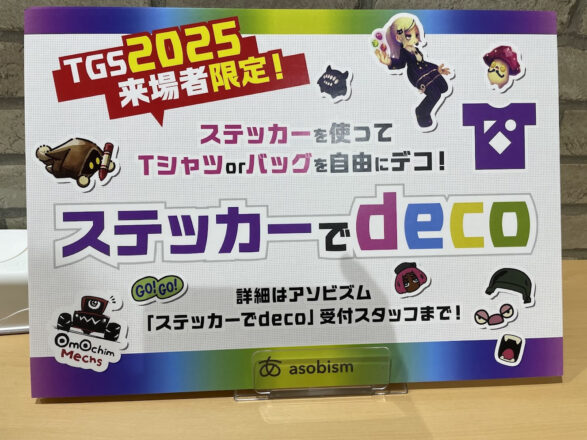 TGS2025
来場者限定!
ステッカーを使って
TシャツorバッグをBを自由にデコ!
ステッカーでdeco
GO! GO!
詳細はアソビズム
「ステッカーでdeco」受付スタッフまで!
OmOchim
Mechs
あ asobism